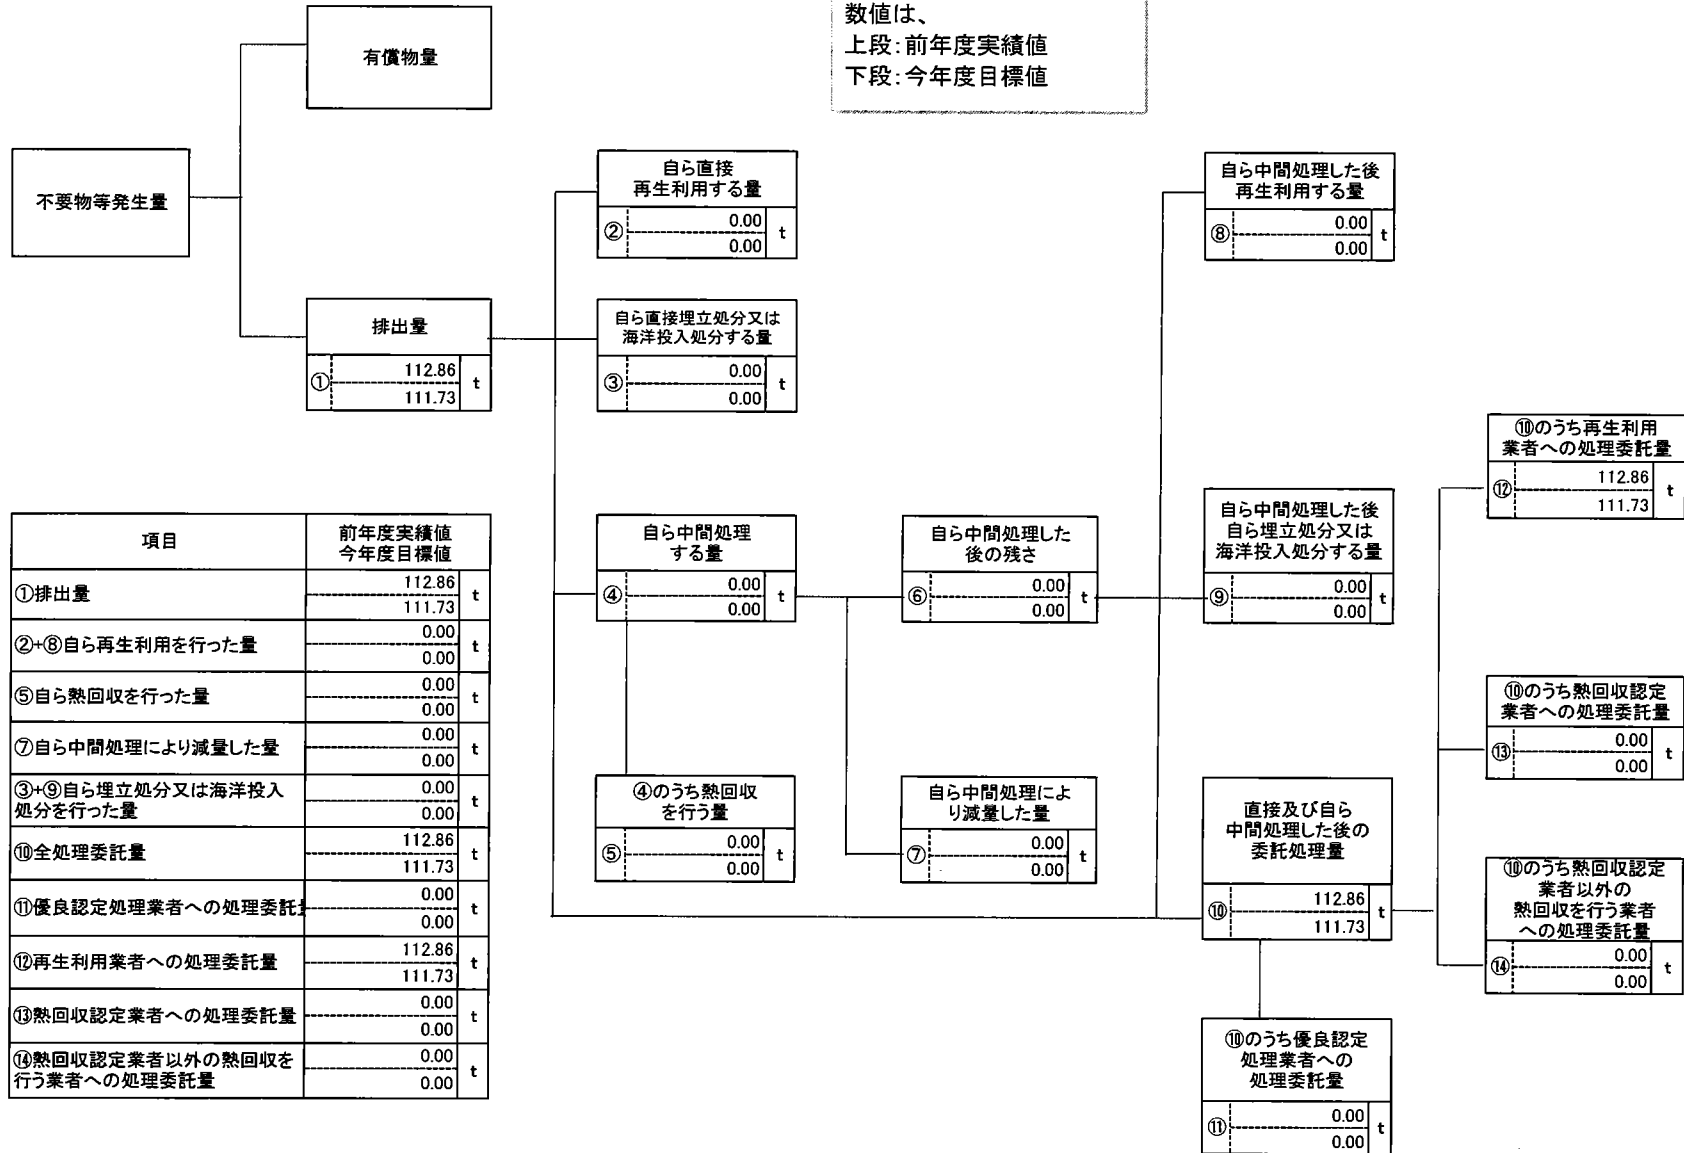 数値は、
上段:前年度実績値
下段:今年度目標値
有償物量
不要物等発生量
排出量
① 112.86 t
111.73
自ら直接
再生利用する量
② 0.00 t
0.00
自ら直接埋立処分又は
海洋投入処分する量
③ 0.00 t
0.00
自ら中間処理
する量
④ 0.00 t
0.00
④のうち熱回収
を行う量
⑤ 0.00 t
0.00
自ら中間処理した
後の残さ
⑥ 0.00 t
0.00
自ら中間処理によ
り減量した量
⑦ 0.00 t
0.00
自ら中間処理した後
再生利用する量
⑧ 0.00 t
0.00
自ら中間処理した後
自ら埋立処分又は
海洋投入処分する量
⑨ 0.00 t
0.00
直接及び自ら
中間処理した後の
委託処理量
⑩ 112.86 t
111.73
⑩のうち優良認定
処理業者への
処理委託量
⑪ 0.00 t
0.00
⑩のうち再生利用
業者への処理委託量
⑫ 112.86 t
111.73
⑩のうち熱回収認定
業者への処理委託量
⑬ 0.00 t
0.00
⑩のうち熱回収認定
業者以外の
熱回収を行う業者
への処理委託量
⑭ 0.00 t
0.00
項目 前年度実績値
今年度目標値
①排出量 112.86 t
111.73
②+⑧自ら再生利用を行った量 0.00 t
0.00
⑤自ら熱回収を行った量 0.00 t
0.00
⑦自ら中間処理により減量した量 0.00 t
0.00
③+⑨自ら埋立処分又は海洋投入 0.00 t
処分を行った量 0.00
⑩全処理委託量 112.86 t
111.73
⑪優良認定処理業者への処理委託 0.00 t
0.00
⑫再生利用業者への処理委託量 112.86 t
111.73
⑬熱回収認定業者への処理委託量 0.00 t
0.00
⑭熱回収認定業者以外の熱回収を 0.00 t
行う業者への処理委託量 0.00